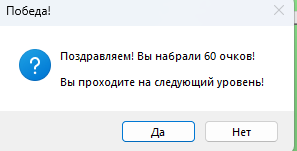 Победа!
Поздравляем! Вы набрали 60 очков!
Вы проходите на следующий уровень!
Да
Нет